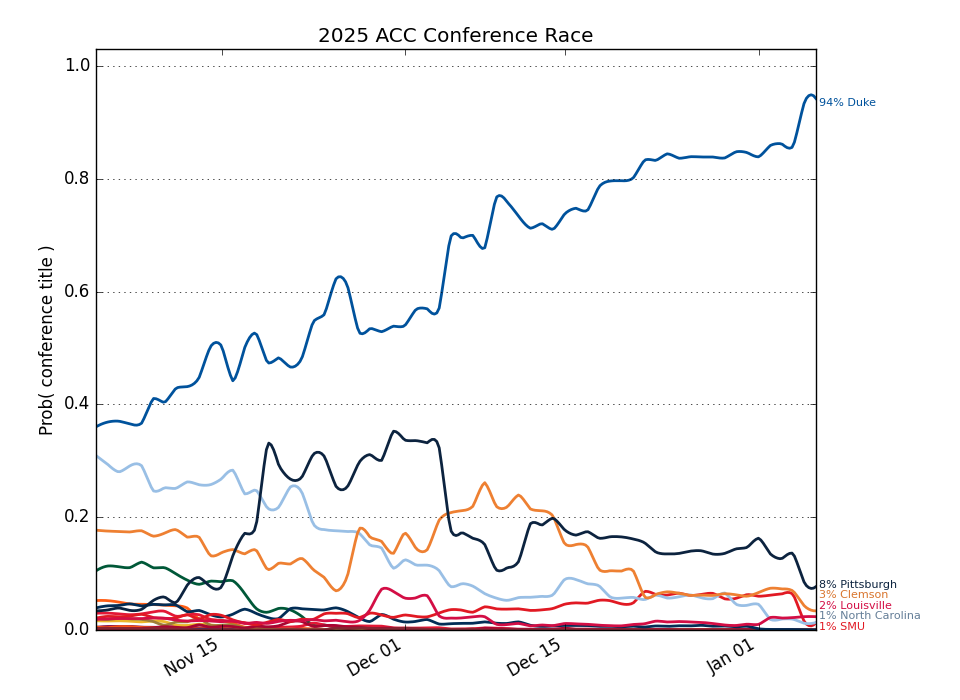 2025 ACC Conference Race
Prob( conference title )
1.0
0.8
0.6
0.4
0.2
0.0
Nov 15
Dec 01
Dec 15
Jan 01
94% Duke
8% Pittsburgh
3% Clemson
2% Louisville
1% North Carolina
1% SMU